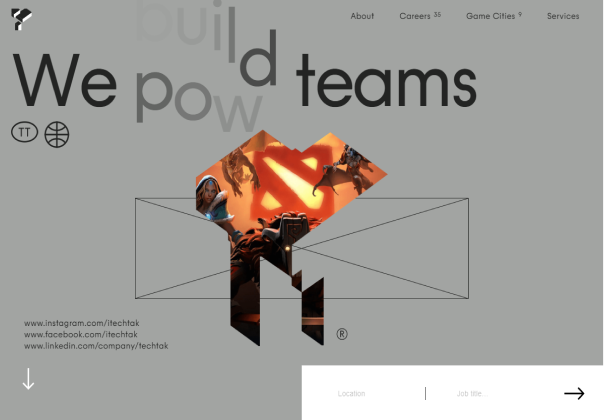 About
Careers 35
Game Cities 9
Services
build
We pow teams
TT
®
www.instagram.com/itechtak
www.facebook.com/itechtak
www.linkedin.com/company/techtak
Location
Job title...